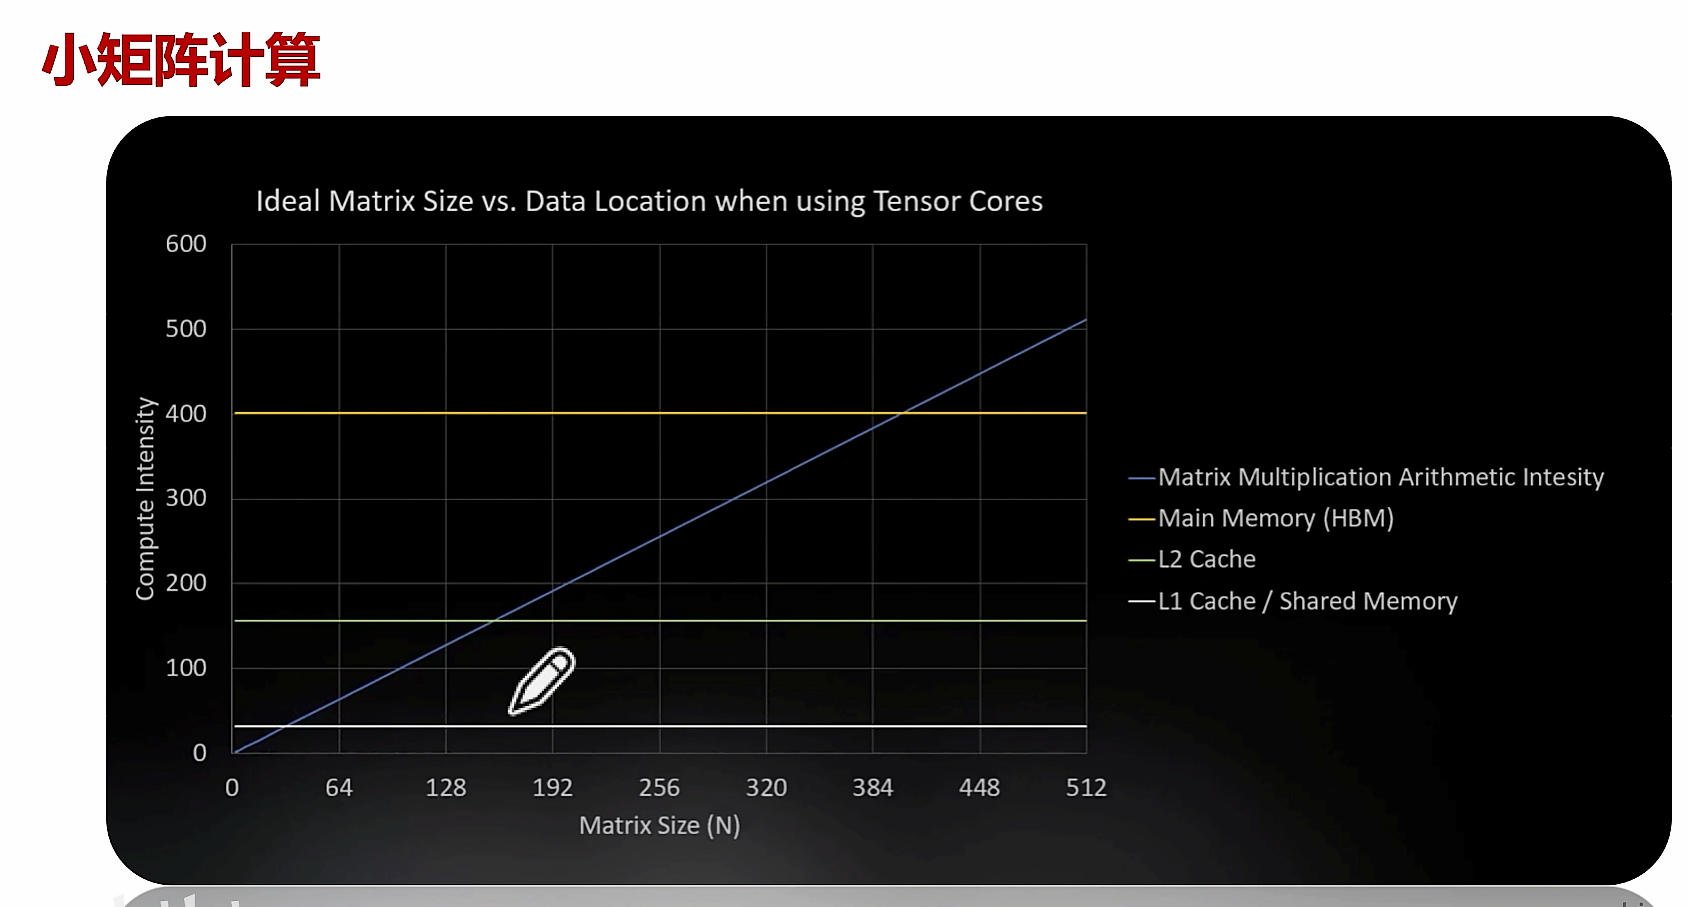 小矩阵计算
Ideal Matrix Size vs. Data Location when using Tensor Cores
600
500
400
300
200
100
0
Compute Intensity
0 64 128 192 256 320 384 448 512
Matrix Size (N)
Matrix Multiplication Arithmetic Intesity
Main Memory (HBM)
L2 Cache
L1 Cache / Shared Memory